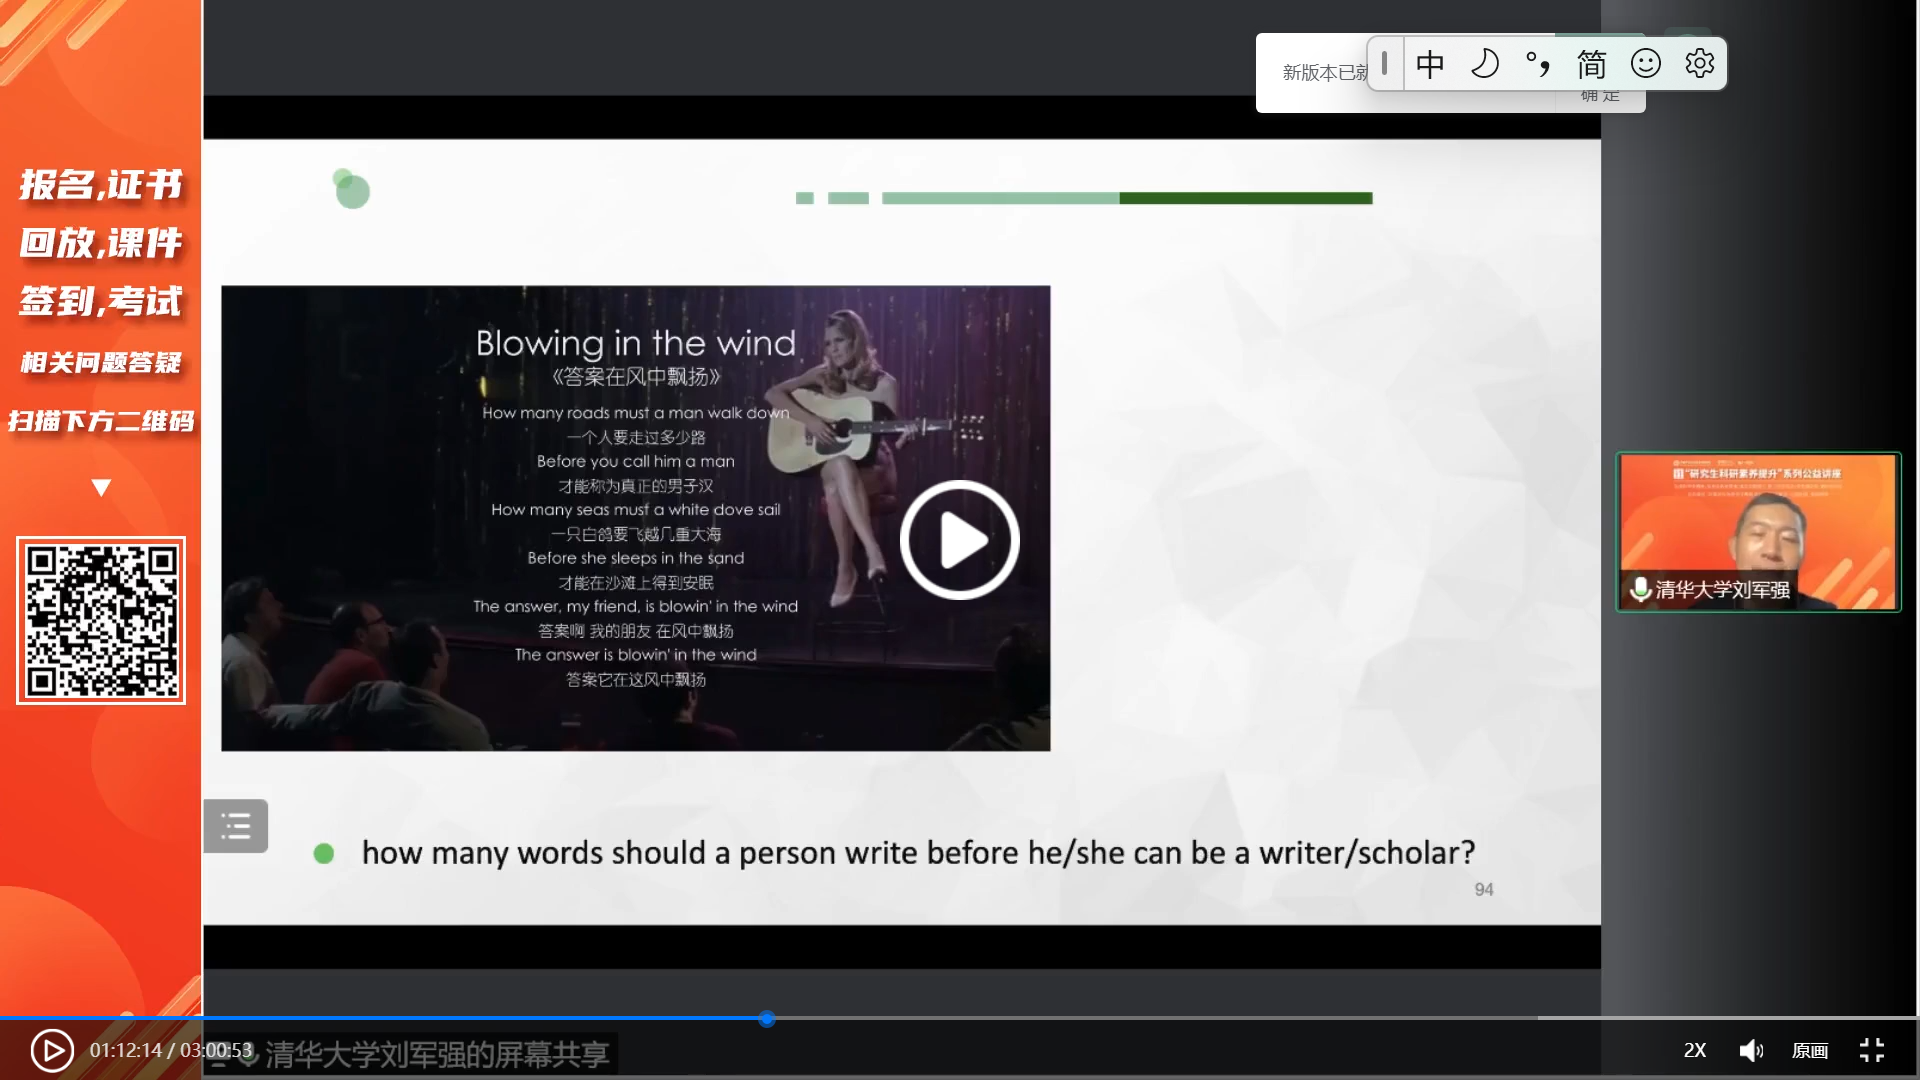 报名,证书
回放,课件
签到,考试
相关问题答疑
扫描下方二维码
新版本已就
中 简
确定
Blowing in the wind
《答案在风中飘扬》
How many roads must a man walk down
一个人要走过多少路
Before you call him a man
才能称为真正的男子汉
How many seas must a white dove sail
一只白鸽要飞越几重大海
Before she sleeps in the sand
才能在沙滩上得到安眠
The answer, my friend, is blowin' in the wind
答案啊 我的朋友 在风中飘扬
The answer is blowin' in the wind
答案它在这风中飘扬
how many words should a person write before he/she can be a writer/scholar?
94
"研究生科研素养提升"系列公益讲座
清华大学刘军强
01:12:14 / 03:00:53
清华大学刘军强的屏幕共享
2X
原画